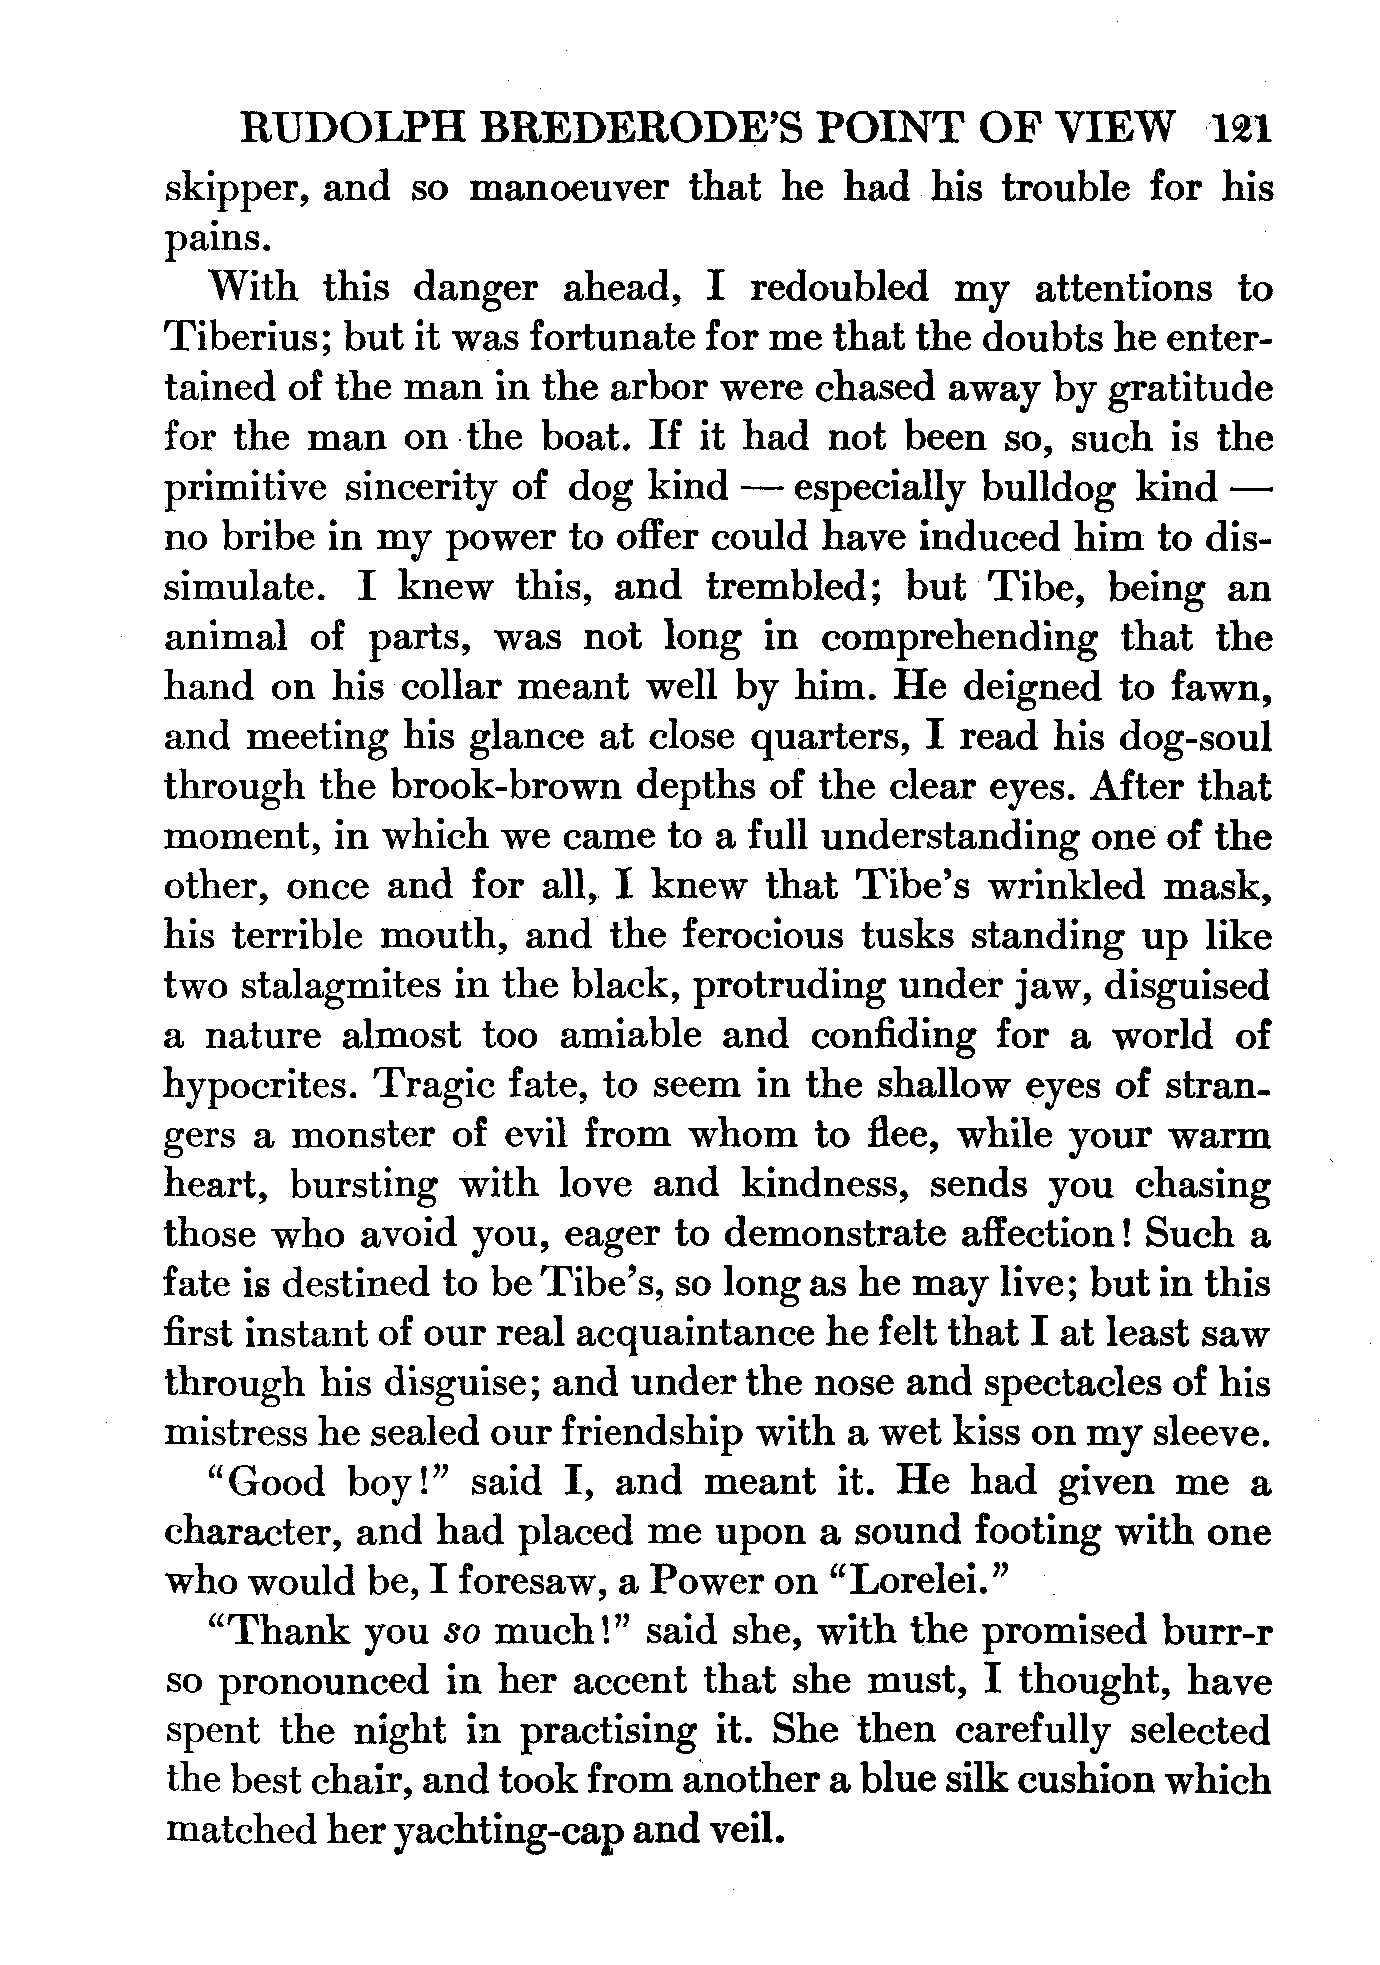 RUDOLPH BREDERODE'S POINT OF VIEW 121
skipper, and so manoeuver that he had his trouble for his
pains.
With this danger ahead, I redoubled my attentions to
Tiberius; but it was fortunate for me that the doubts he enter-
tained of the man in the arbor were chased away by gratitude
for the man on the boat. If it had not been so, such is the
primitive sincerity of dog kind — especially bulldog kind —
no bribe in my power to offer could have induced him to dis-
simulate. I knew this, and trembled; but Tibe, being an
animal of parts, was not long in comprehending that the
hand on his collar meant well by him. He deigned to fawn,
and meeting his glance at close quarters, I read his dog-soul
through the brook-brown depths of the clear eyes. After that
moment, in which we came to a full understanding one of the
other, once and for all, I knew that Tibe's wrinkled mask,
his terrible mouth, and the ferocious tusks standing up like
two stalagmites in the black, protruding under jaw, disguised
a nature almost too amiable and confiding for a world of
hypocrites. Tragic fate, to seem in the shallow eyes of stran-
gers a monster of evil from whom to flee, while your warm
heart, bursting with love and kindness, sends you chasing
those who avoid you, eager to demonstrate affection! Such a
fate is destined to be Tibe's, so long as he may live; but in this
first instant of our real acquaintance he felt that I at least saw
through his disguise; and under the nose and spectacles of his
mistress he sealed our friendship with a wet kiss on my sleeve.
"Good boy!" said I, and meant it. He had given me a
character, and had placed me upon a sound footing with one
who would be, I foresaw, a Power on "Lorelei."
"Thank you so much!" said she, with the promised burr-r
so pronounced in her accent that she must, I thought, have
spent the night in practising it. She then carefully selected
the best chair, and took from another a blue silk cushion which
matched her yachting-cap and veil.